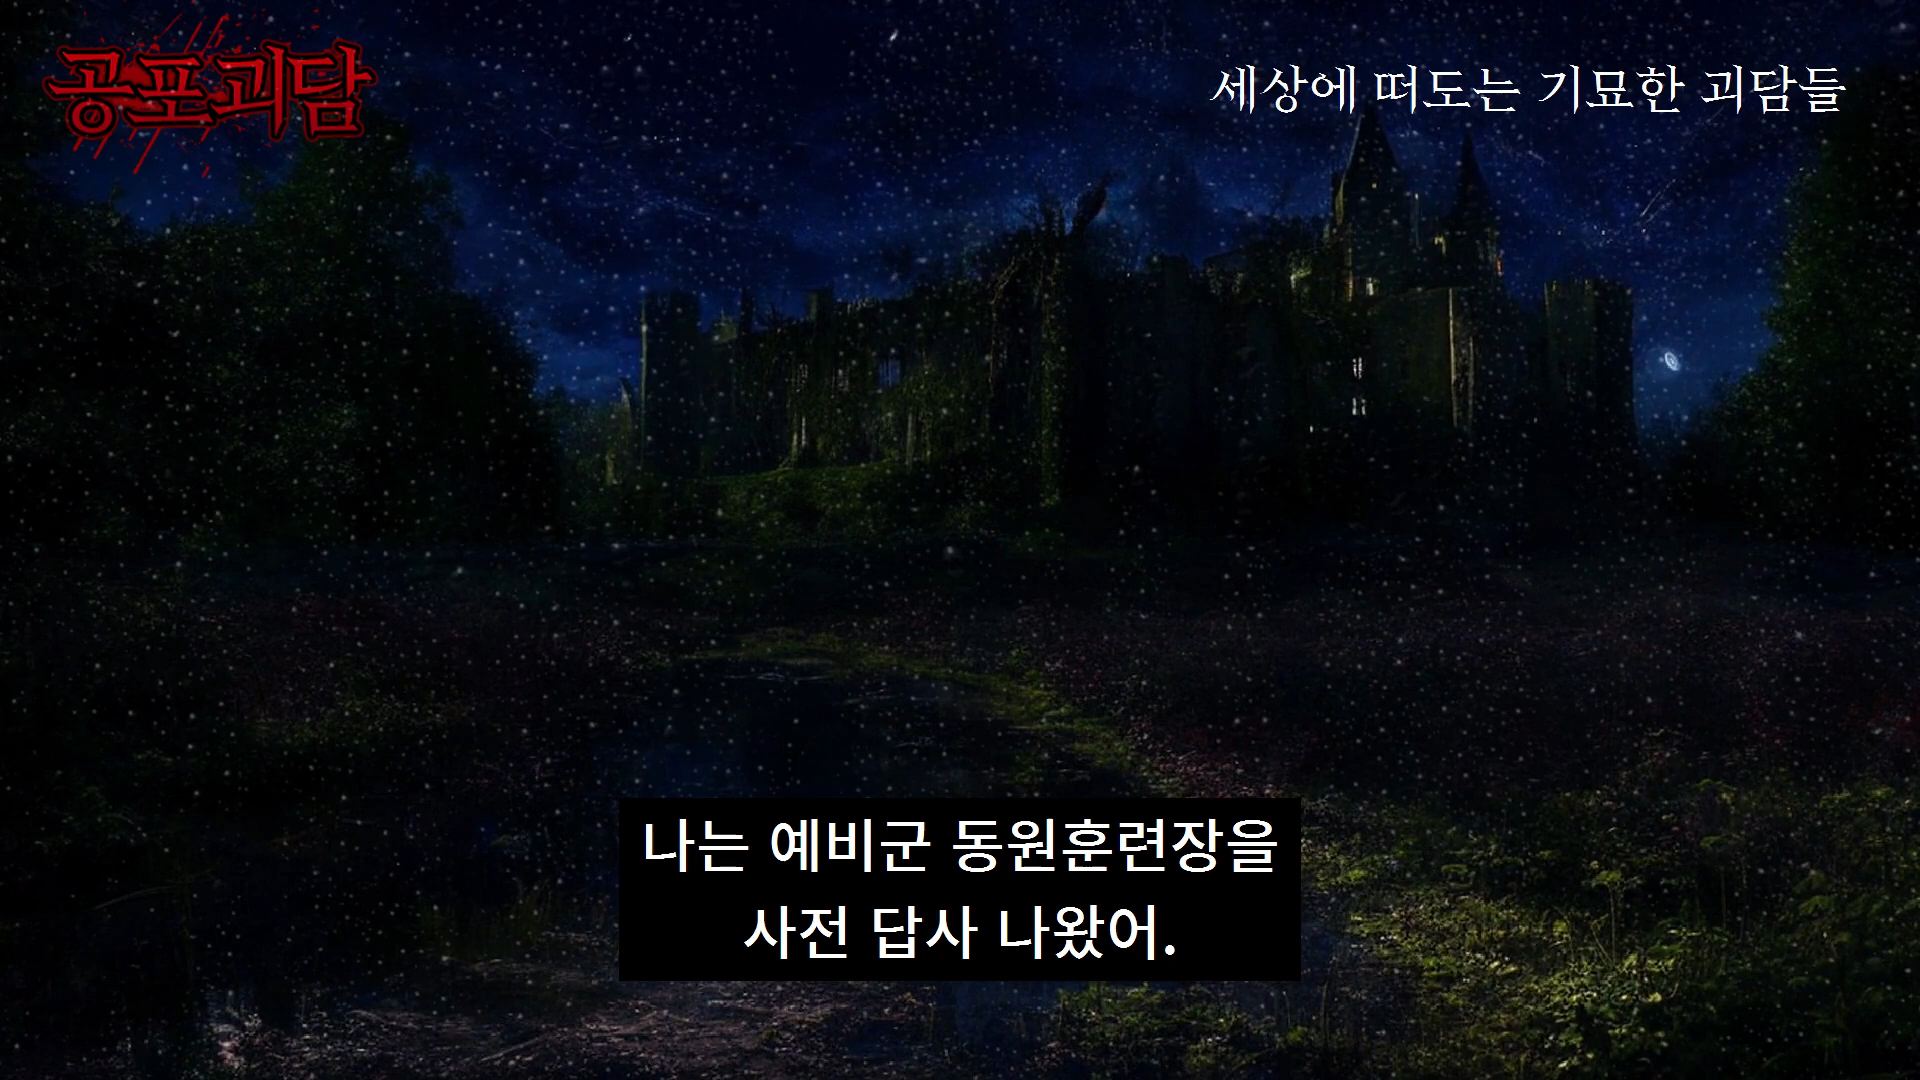 공포괴담
세상에 떠도는 기묘한 괴담들
나는 예비군 동원훈련장을
사전 답사 나왔어.